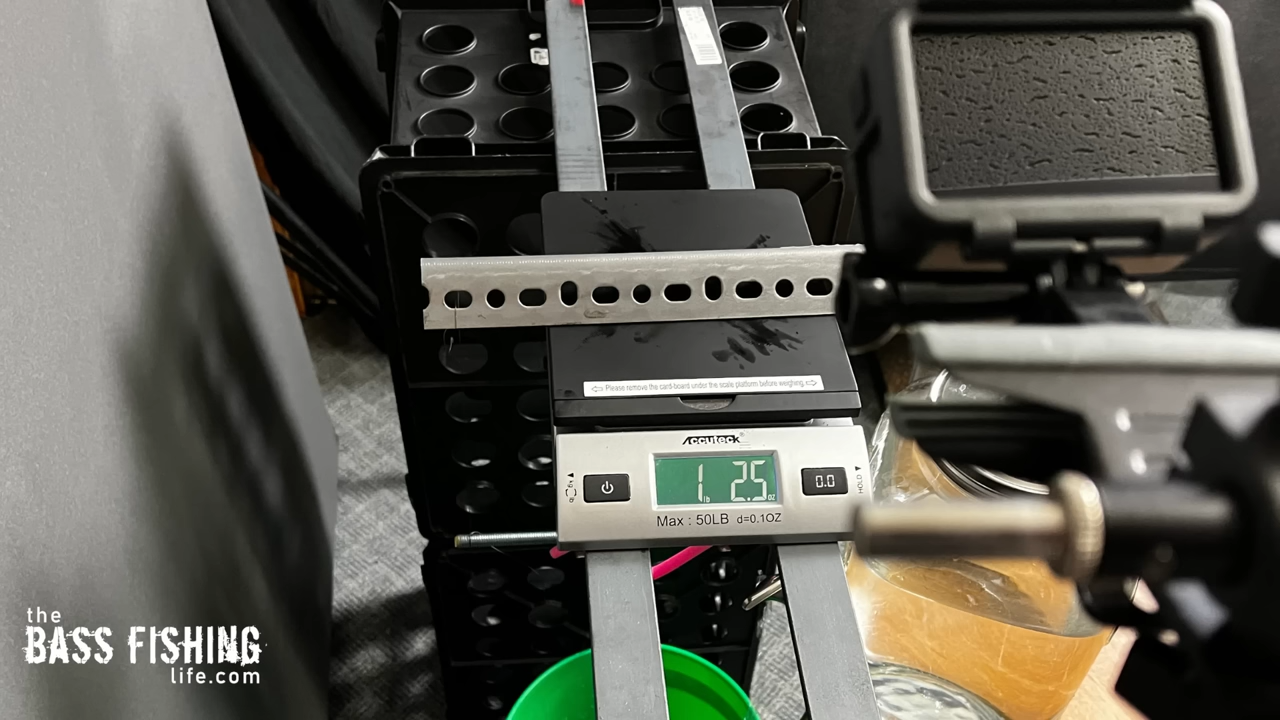 Please remove the card-board under the scale platform before weighing
Accuteck®
1 lb 2.5 oz
0.0
HOLD
Max : 50LB d=0.1OZ
the
BASS FISHING
life.com